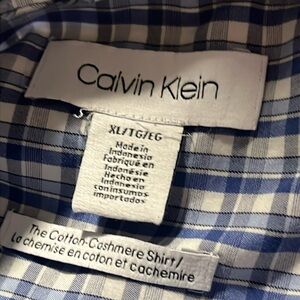 Calvin Klein
XL/TG/EG
Made in
Indonesia
Fabriqué en
Indonésie
Hecho en
Indonesia
con insumos
importados
The Cotton-Cashmere Shirt/
La chemise en coton et cachemire